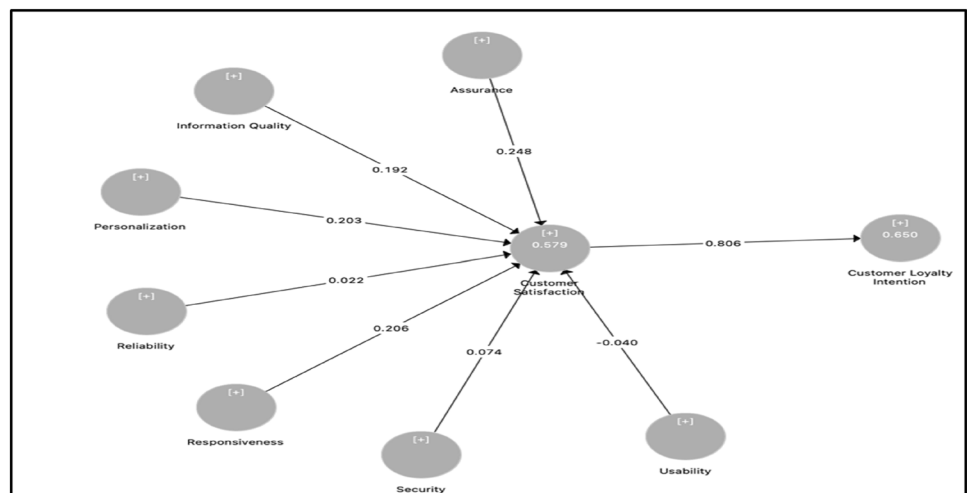 [+]
Assurance
[+]
Information Quality
0.248
0.192
[+]
Personalization
0.203
[+]
0.579
Customer
Satisfaction
0.806
[+]
0.650
Customer Loyalty
Intention
0.022
[+]
Reliability
0.206
0.074
-0.040
[+]
Responsiveness
[+]
Security
[+]
Usability